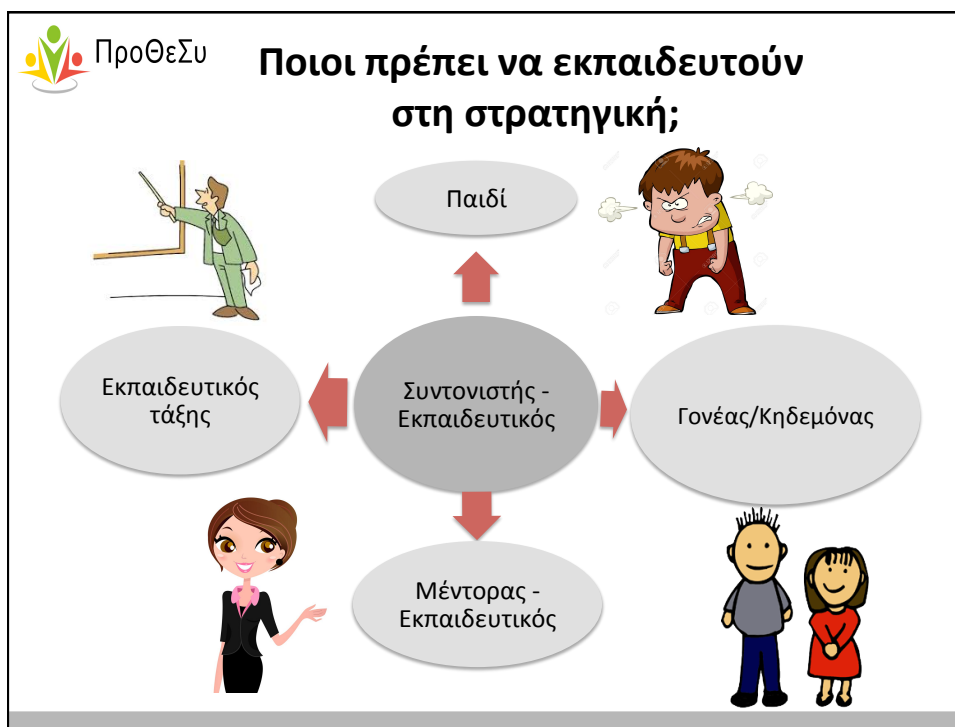 ΠροΘεΣυ
Ποιοι πρέπει να εκπαιδευτούν
στη στρατηγική;
Παιδί
Εκπαιδευτικός
τάξης
Συντονιστής -
Εκπαιδευτικός
Γονέας/Κηδεμόνας
Μέντορας -
Εκπαιδευτικός